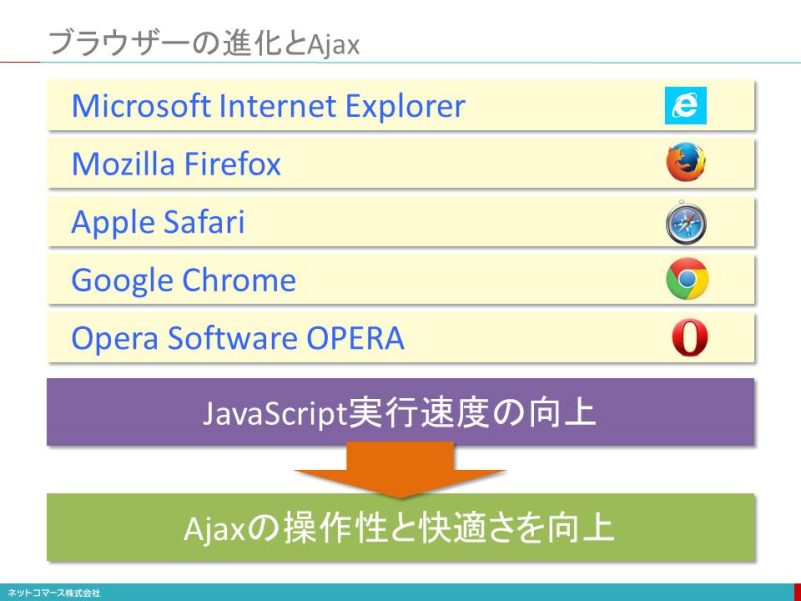 ブラウザーの進化とAjax
Microsoft Internet Explorer
Mozilla Firefox
Apple Safari
Google Chrome
Opera Software OPERA
JavaScript実行速度の向上
Ajaxの操作性と快適さを向上
ネットコマース株式会社